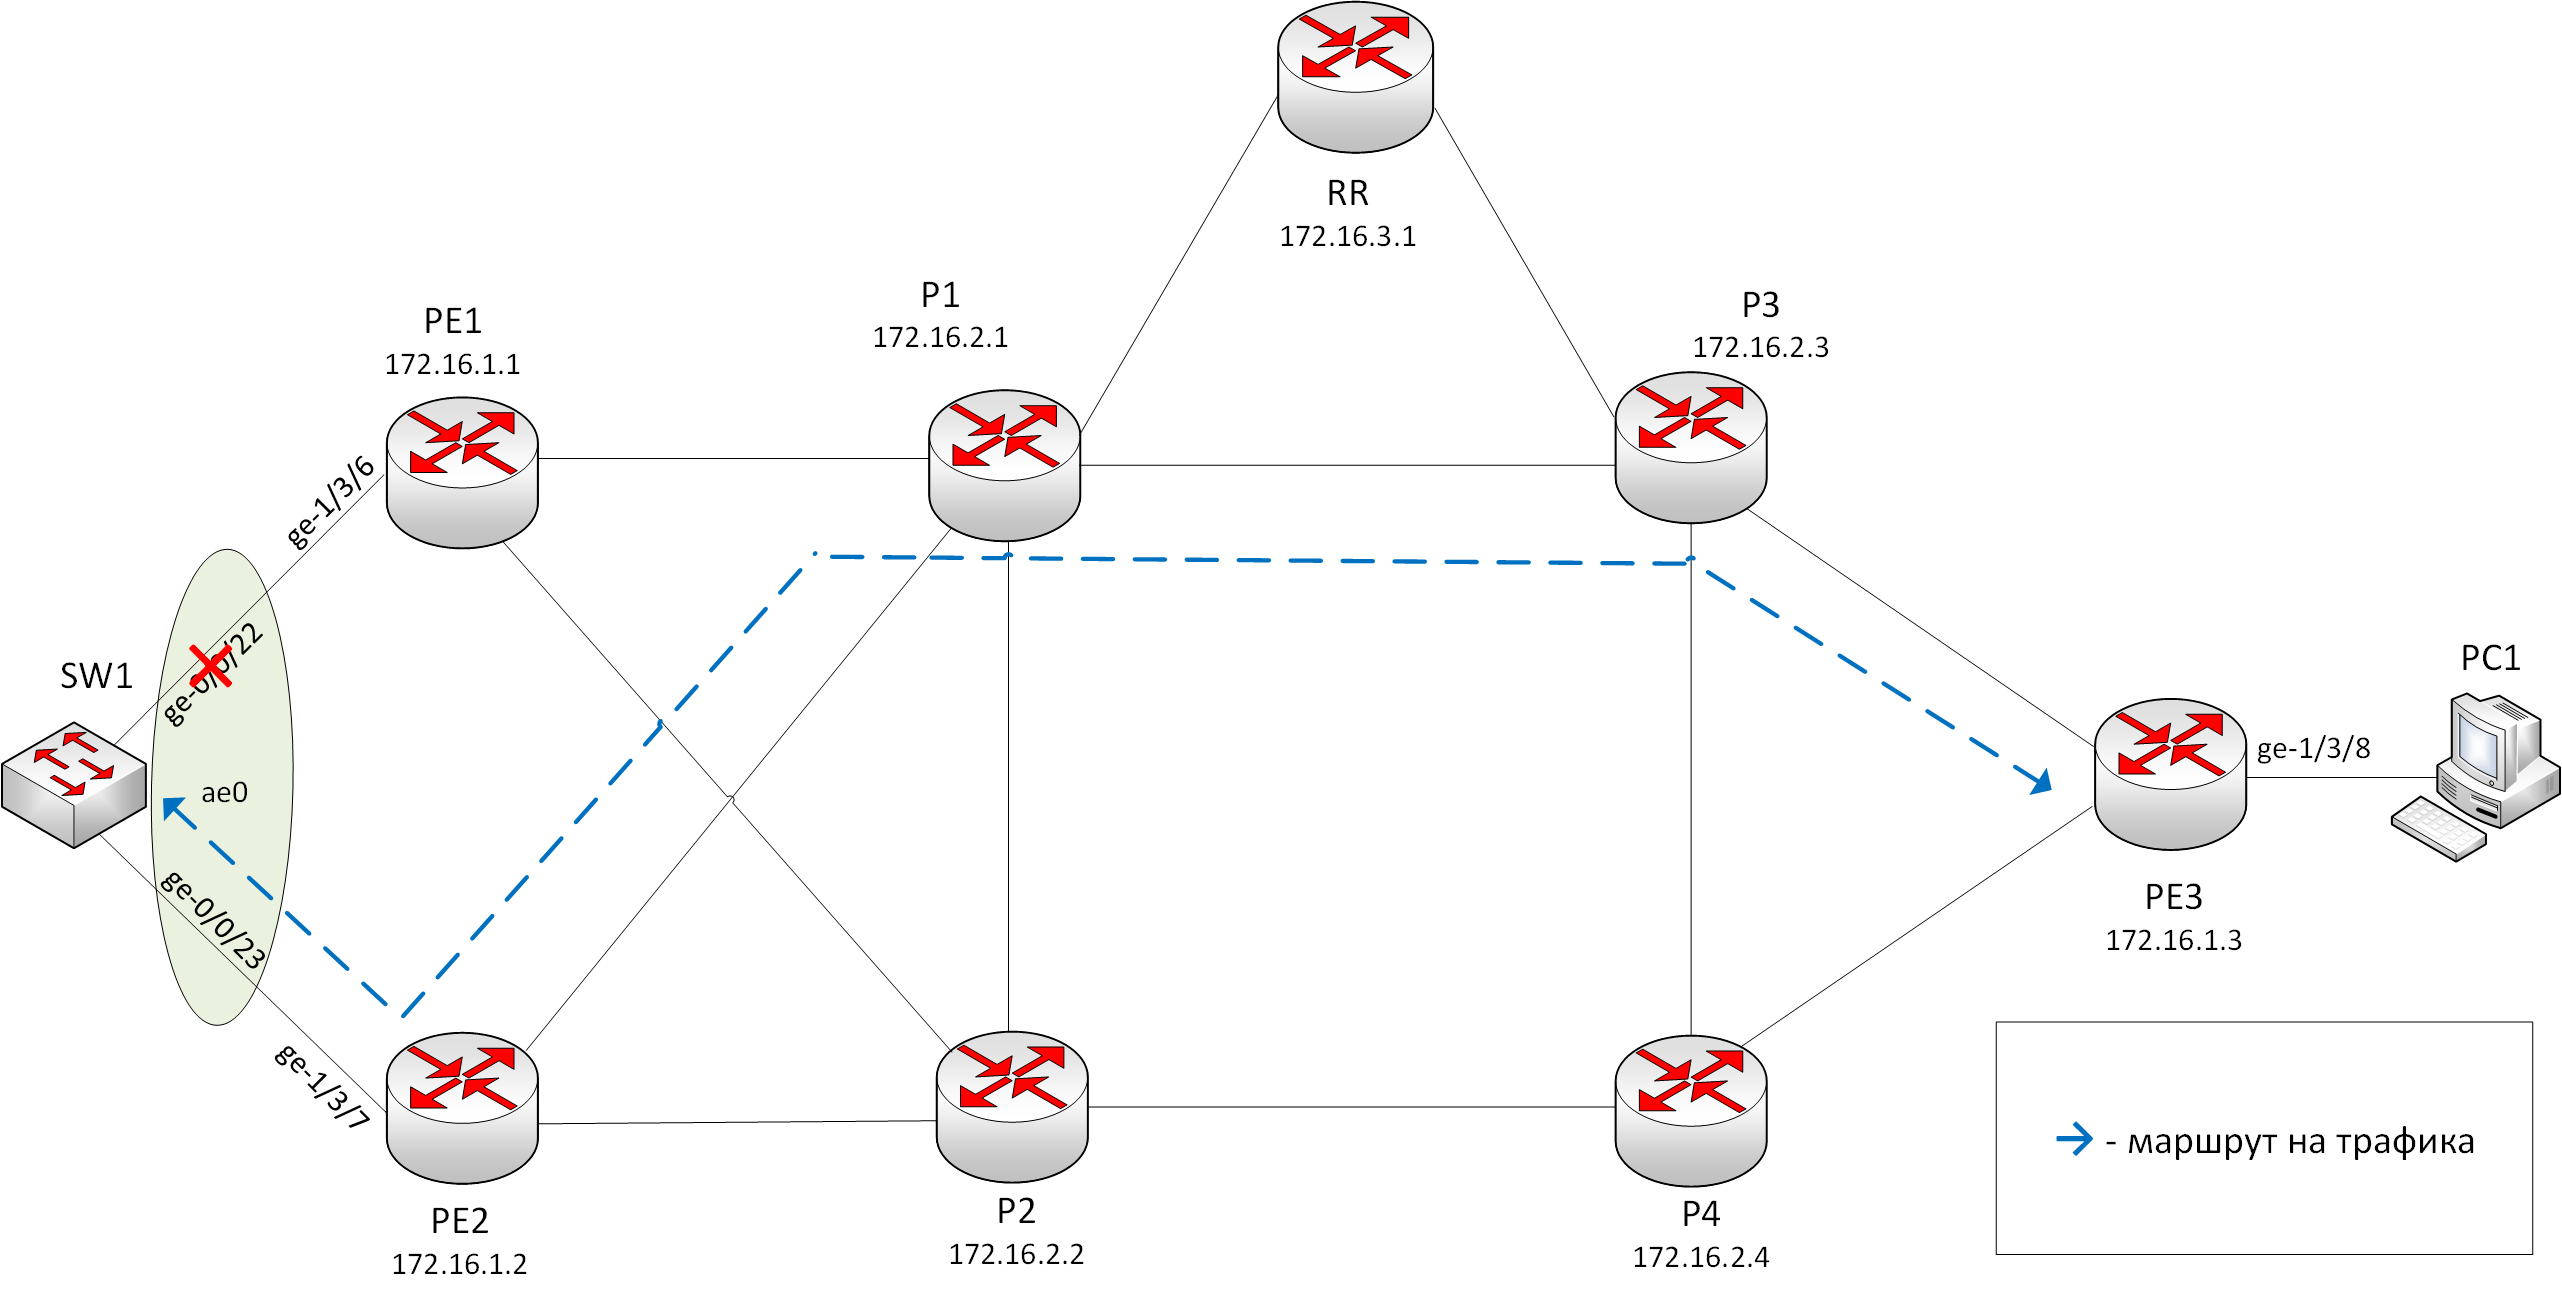 RR
172.16.3.1
P1
172.16.2.1
P3
172.16.2.3
PE1
172.16.1.1
ge-1/3/6
ge-0/0/22
SW1
ae0
ge-0/0/23
ge-1/3/7
PC1
ge-1/3/8
PE3
172.16.1.3
PE2
172.16.1.2
P2
172.16.2.2
P4
172.16.2.4
- маршрут на трафика